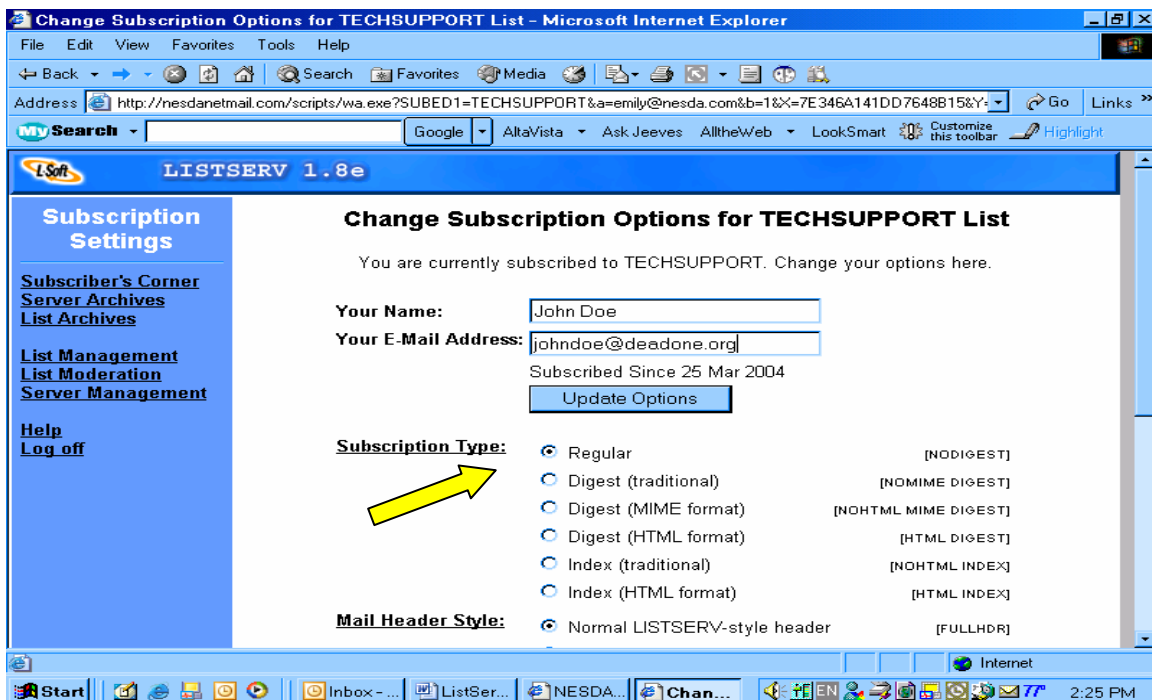 Change Subscription Options for TECHSUPPORT List - Microsoft Internet Explorer
File Edit View Favorites Tools Help
Back Search Favorites Media
Address http://nesdanetmail.com/scripts/wa.exe?SUBED1=TECHSUPPORT&a=emily@nesda.com&b=1&X=7E346A141DD7648B15&Y= Go Links »
My Search Google AltaVista Ask Jeeves AlltheWeb LookSmart Customize this toolbar Highlight
L-Soft LISTSERV 1.8e
Subscription
Settings
Subscriber's Corner
Server Archives
List Archives
List Management
List Moderation
Server Management
Help
Log off
Change Subscription Options for TECHSUPPORT List
You are currently subscribed to TECHSUPPORT. Change your options here.
Your Name: John Doe
Your E-Mail Address: johndoe@deadone.org
Subscribed Since 25 Mar 2004
Update Options
Subscription Type: Regular [NODIGEST]
Digest (traditional) [NOMIME DIGEST]
Digest (MIME format) [NOHTML MIME DIGEST]
Digest (HTML format) [HTML DIGEST]
Index (traditional) [NOHTML INDEX]
Index (HTML format) [HTML INDEX]
Mail Header Style: Normal LISTSERV-style header [FULLHDR]
Internet
Start Inbox - ... ListSer... NESDA... Chan... EN 77 2:25 PM